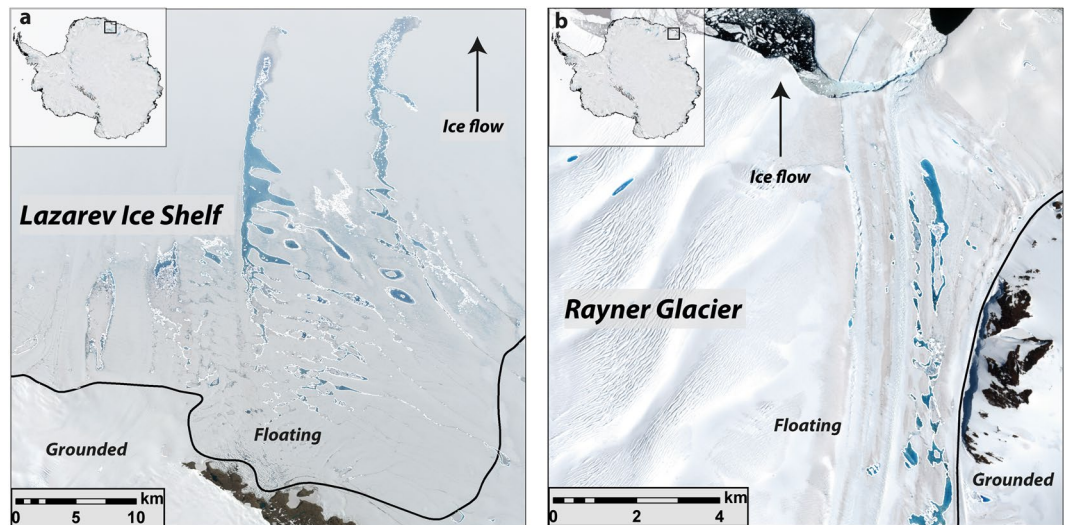 a
Ice flow
Lazarev Ice Shelf
Floating
Grounded
km
0 5 10
b
Ice flow
Rayner Glacier
Floating
Grounded
km
0 2 4